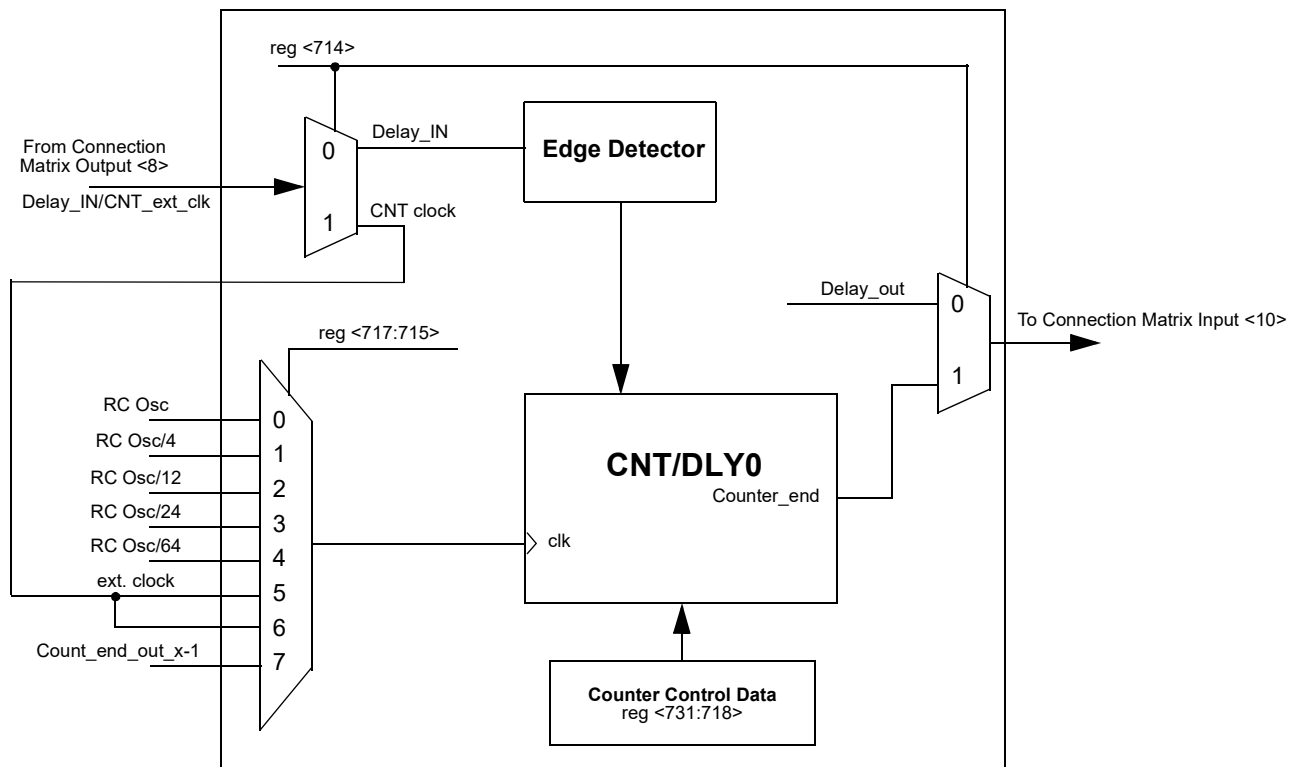 reg <714>
From Connection
Matrix Output <8>
Delay_IN/CNT_ext_clk
0
1
Delay_IN
CNT clock
Edge Detector
Delay_out
0
1
To Connection Matrix Input <10>
reg <717:715>
RC Osc
RC Osc/4
RC Osc/12
RC Osc/24
RC Osc/64
ext. clock
Count_end_out_x-1
0
1
2
3
4
5
6
7
CNT/DLY0
Counter_end
clk
Counter Control Data
reg <731:718>